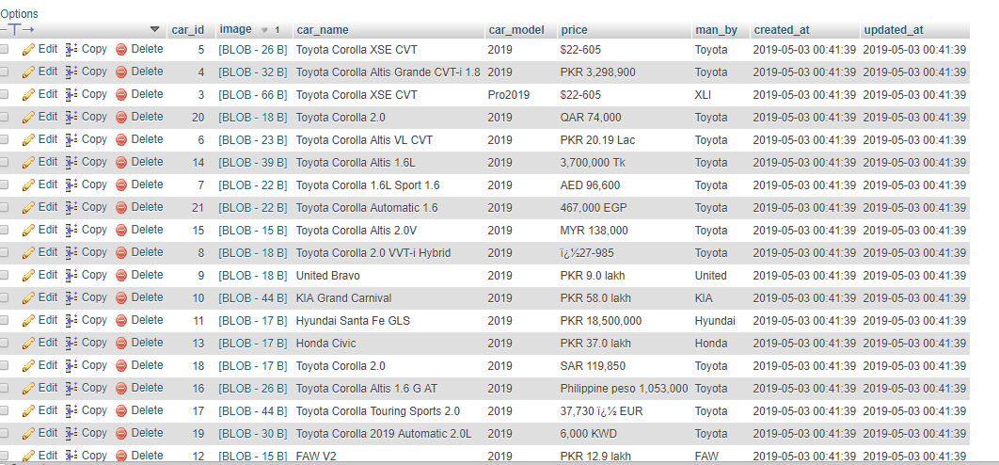 Options
car_id image 1 car_name car_model price man_by created_at updated_at
Edit Copy Delete 5 [BLOB - 26 B] Toyota Corolla XSE CVT 2019 $22-605 Toyota 2019-05-03 00:41:39 2019-05-03 00:41:39
Edit Copy Delete 4 [BLOB - 32 B] Toyota Corolla Altis Grande CVT-i 1.8 2019 PKR 3,298,900 Toyota 2019-05-03 00:41:39 2019-05-03 00:41:39
Edit Copy Delete 3 [BLOB - 66 B] Toyota Corolla XSE CVT Pro2019 $22-605 XLI 2019-05-03 00:41:39 2019-05-03 00:41:39
Edit Copy Delete 20 [BLOB - 18 B] Toyota Corolla 2.0 2019 QAR 74,000 Toyota 2019-05-03 00:41:39 2019-05-03 00:41:39
Edit Copy Delete 6 [BLOB - 23 B] Toyota Corolla Altis VL CVT 2019 PKR 20.19 Lac Toyota 2019-05-03 00:41:39 2019-05-03 00:41:39
Edit Copy Delete 14 [BLOB - 39 B] Toyota Corolla Altis 1.6L 2019 3,700,000 Tk Toyota 2019-05-03 00:41:39 2019-05-03 00:41:39
Edit Copy Delete 7 [BLOB - 22 B] Toyota Corolla 1.6L Sport 1.6 2019 AED 96,600 Toyota 2019-05-03 00:41:39 2019-05-03 00:41:39
Edit Copy Delete 21 [BLOB - 22 B] Toyota Corolla Automatic 1.6 2019 467,000 EGP Toyota 2019-05-03 00:41:39 2019-05-03 00:41:39
Edit Copy Delete 15 [BLOB - 15 B] Toyota Corolla Altis 2.0V 2019 MYR 138,000 Toyota 2019-05-03 00:41:39 2019-05-03 00:41:39
Edit Copy Delete 8 [BLOB - 18 B] Toyota Corolla 2.0 VVT-i Hybrid 2019 ï¿½27-985 Toyota 2019-05-03 00:41:39 2019-05-03 00:41:39
Edit Copy Delete 9 [BLOB - 18 B] United Bravo 2019 PKR 9.0 lakh United 2019-05-03 00:41:39 2019-05-03 00:41:39
Edit Copy Delete 10 [BLOB - 44 B] KIA Grand Carnival 2019 PKR 58.0 lakh KIA 2019-05-03 00:41:39 2019-05-03 00:41:39
Edit Copy Delete 11 [BLOB - 17 B] Hyundai Santa Fe GLS 2019 PKR 18,500,000 Hyundai 2019-05-03 00:41:39 2019-05-03 00:41:39
Edit Copy Delete 13 [BLOB - 17 B] Honda Civic 2019 PKR 37.0 lakh Honda 2019-05-03 00:41:39 2019-05-03 00:41:39
Edit Copy Delete 18 [BLOB - 17 B] Toyota Corolla 2.0 2019 SAR 119,850 Toyota 2019-05-03 00:41:39 2019-05-03 00:41:39
Edit Copy Delete 16 [BLOB - 26 B] Toyota Corolla Altis 1.6 G AT 2019 Philippine peso 1,053,000 Toyota 2019-05-03 00:41:39 2019-05-03 00:41:39
Edit Copy Delete 17 [BLOB - 44 B] Toyota Corolla Touring Sports 2.0 2019 37,730 ï¿½ EUR Toyota 2019-05-03 00:41:39 2019-05-03 00:41:39
Edit Copy Delete 19 [BLOB - 30 B] Toyota Corolla 2019 Automatic 2.0L 2019 6,000 KWD Toyota 2019-05-03 00:41:39 2019-05-03 00:41:39
Edit Copy Delete 12 [BLOB - 15 B] FAW V2 2019 PKR 12.9 lakh FAW 2019-05-03 00:41:39 2019-05-03 00:41:39